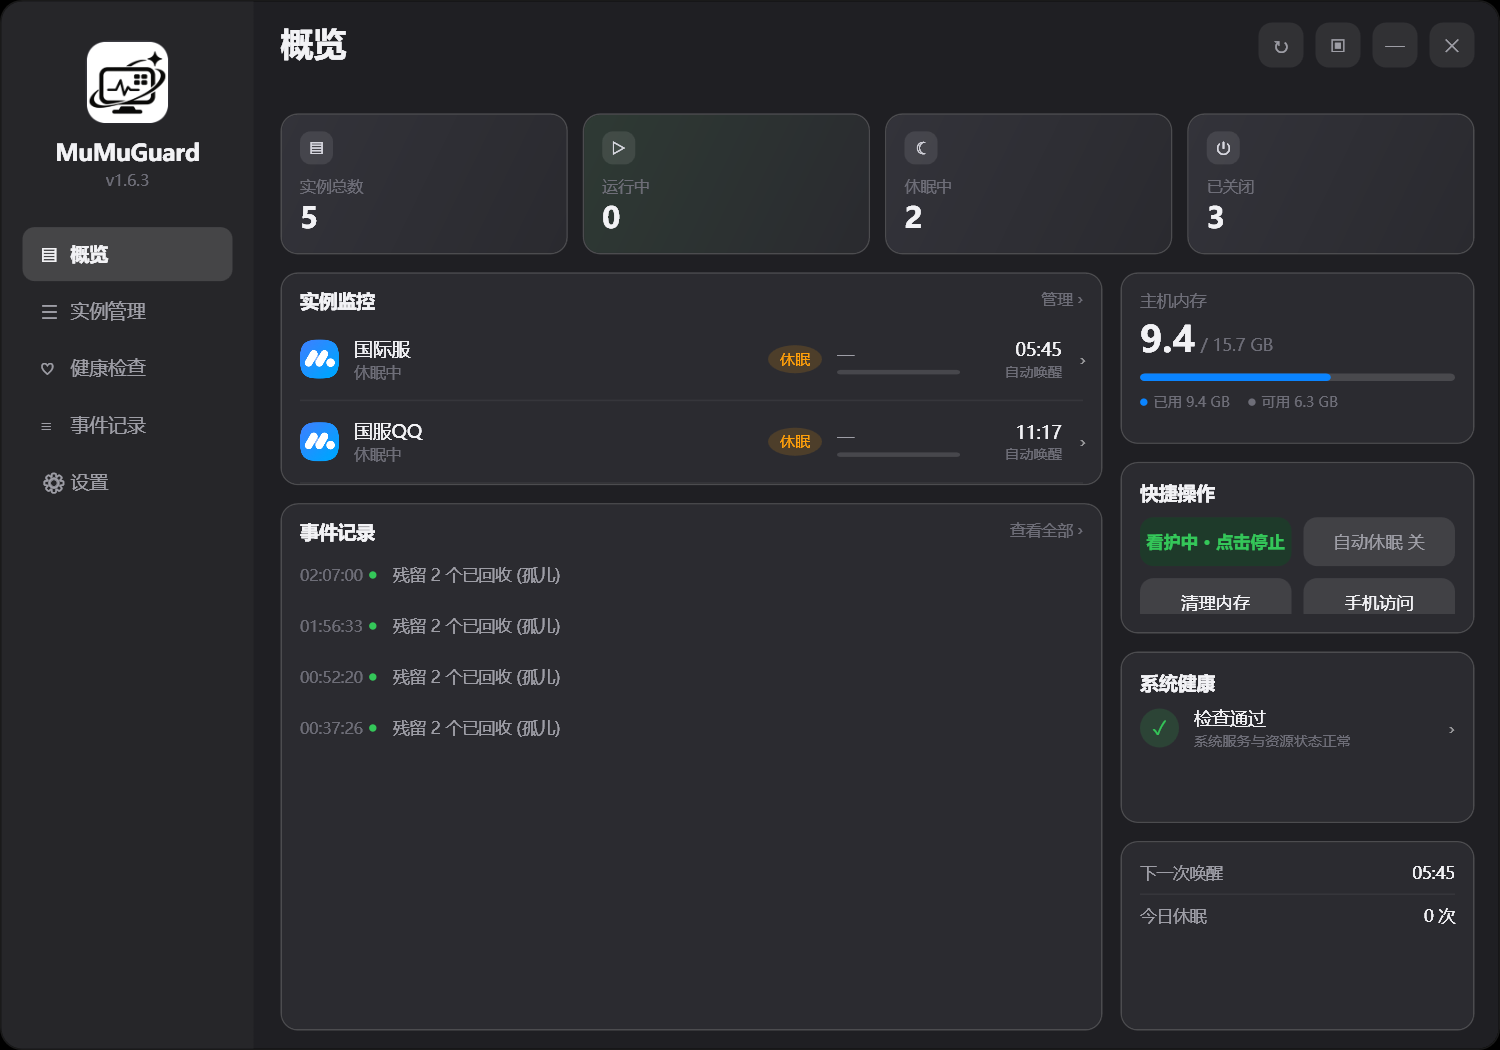 MuMuGuard
v1.6.3
概览
实例管理
健康检查
事件记录
设置
概览
实例总数
5
运行中
0
休眠中
2
已关闭
3
实例监控
管理 ›
国际服
休眠中
休眠
—
05:45
自动唤醒
›
国服QQ
休眠中
休眠
—
11:17
自动唤醒
›
事件记录
查看全部 ›
02:07:00 ● 残留 2 个已回收 (孤儿)
01:56:33 ● 残留 2 个已回收 (孤儿)
00:52:20 ● 残留 2 个已回收 (孤儿)
00:37:26 ● 残留 2 个已回收 (孤儿)
主机内存
9.4 / 15.7 GB
● 已用 9.4 GB ● 可用 6.3 GB
快捷操作
看护中 • 点击停止
自动休眠 关
清理内存
手机访问
系统健康
检查通过
系统服务与资源状态正常
›
下一次唤醒 05:45
今日休眠 0 次